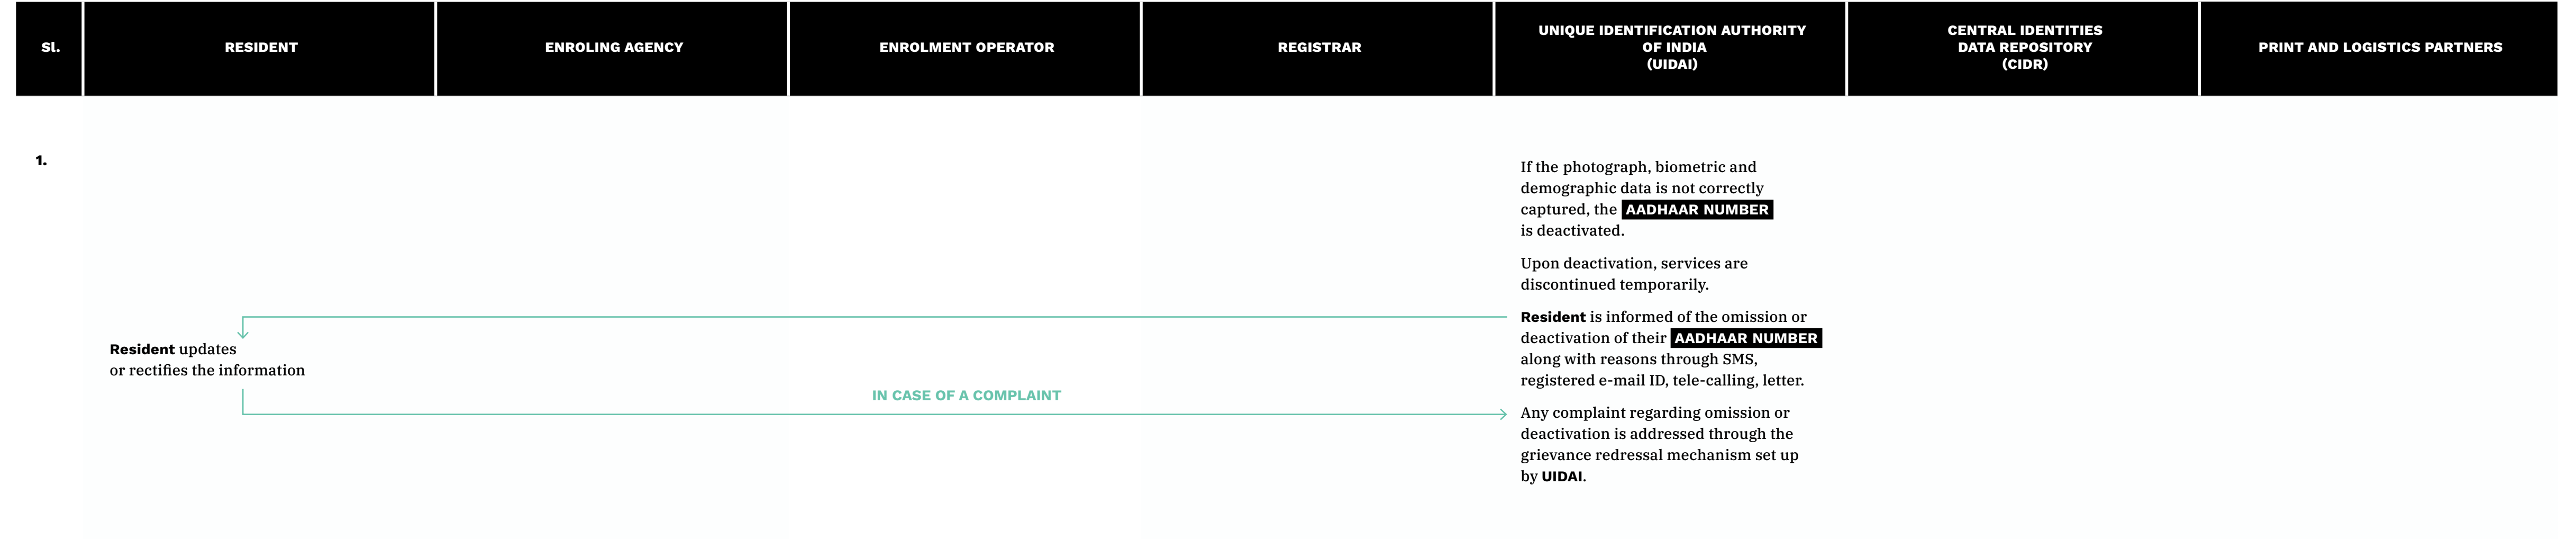 Sl.
RESIDENT
ENROLING AGENCY
ENROLMENT OPERATOR
REGISTRAR
UNIQUE IDENTIFICATION AUTHORITY
OF INDIA
(UIDAI)
CENTRAL IDENTITIES
DATA REPOSITORY
(CIDR)
PRINT AND LOGISTICS PARTNERS
1.
If the photograph, biometric and
demographic data is not correctly
captured, the AADHAAR NUMBER
is deactivated.
Upon deactivation, services are
discontinued temporarily.
Resident is informed of the omission or
deactivation of their AADHAAR NUMBER
along with reasons through SMS,
registered e-mail ID, tele-calling, letter.
Resident updates
or rectifies the information
IN CASE OF A COMPLAINT
Any complaint regarding omission or
deactivation is addressed through the
grievance redressal mechanism set up
by UIDAI.